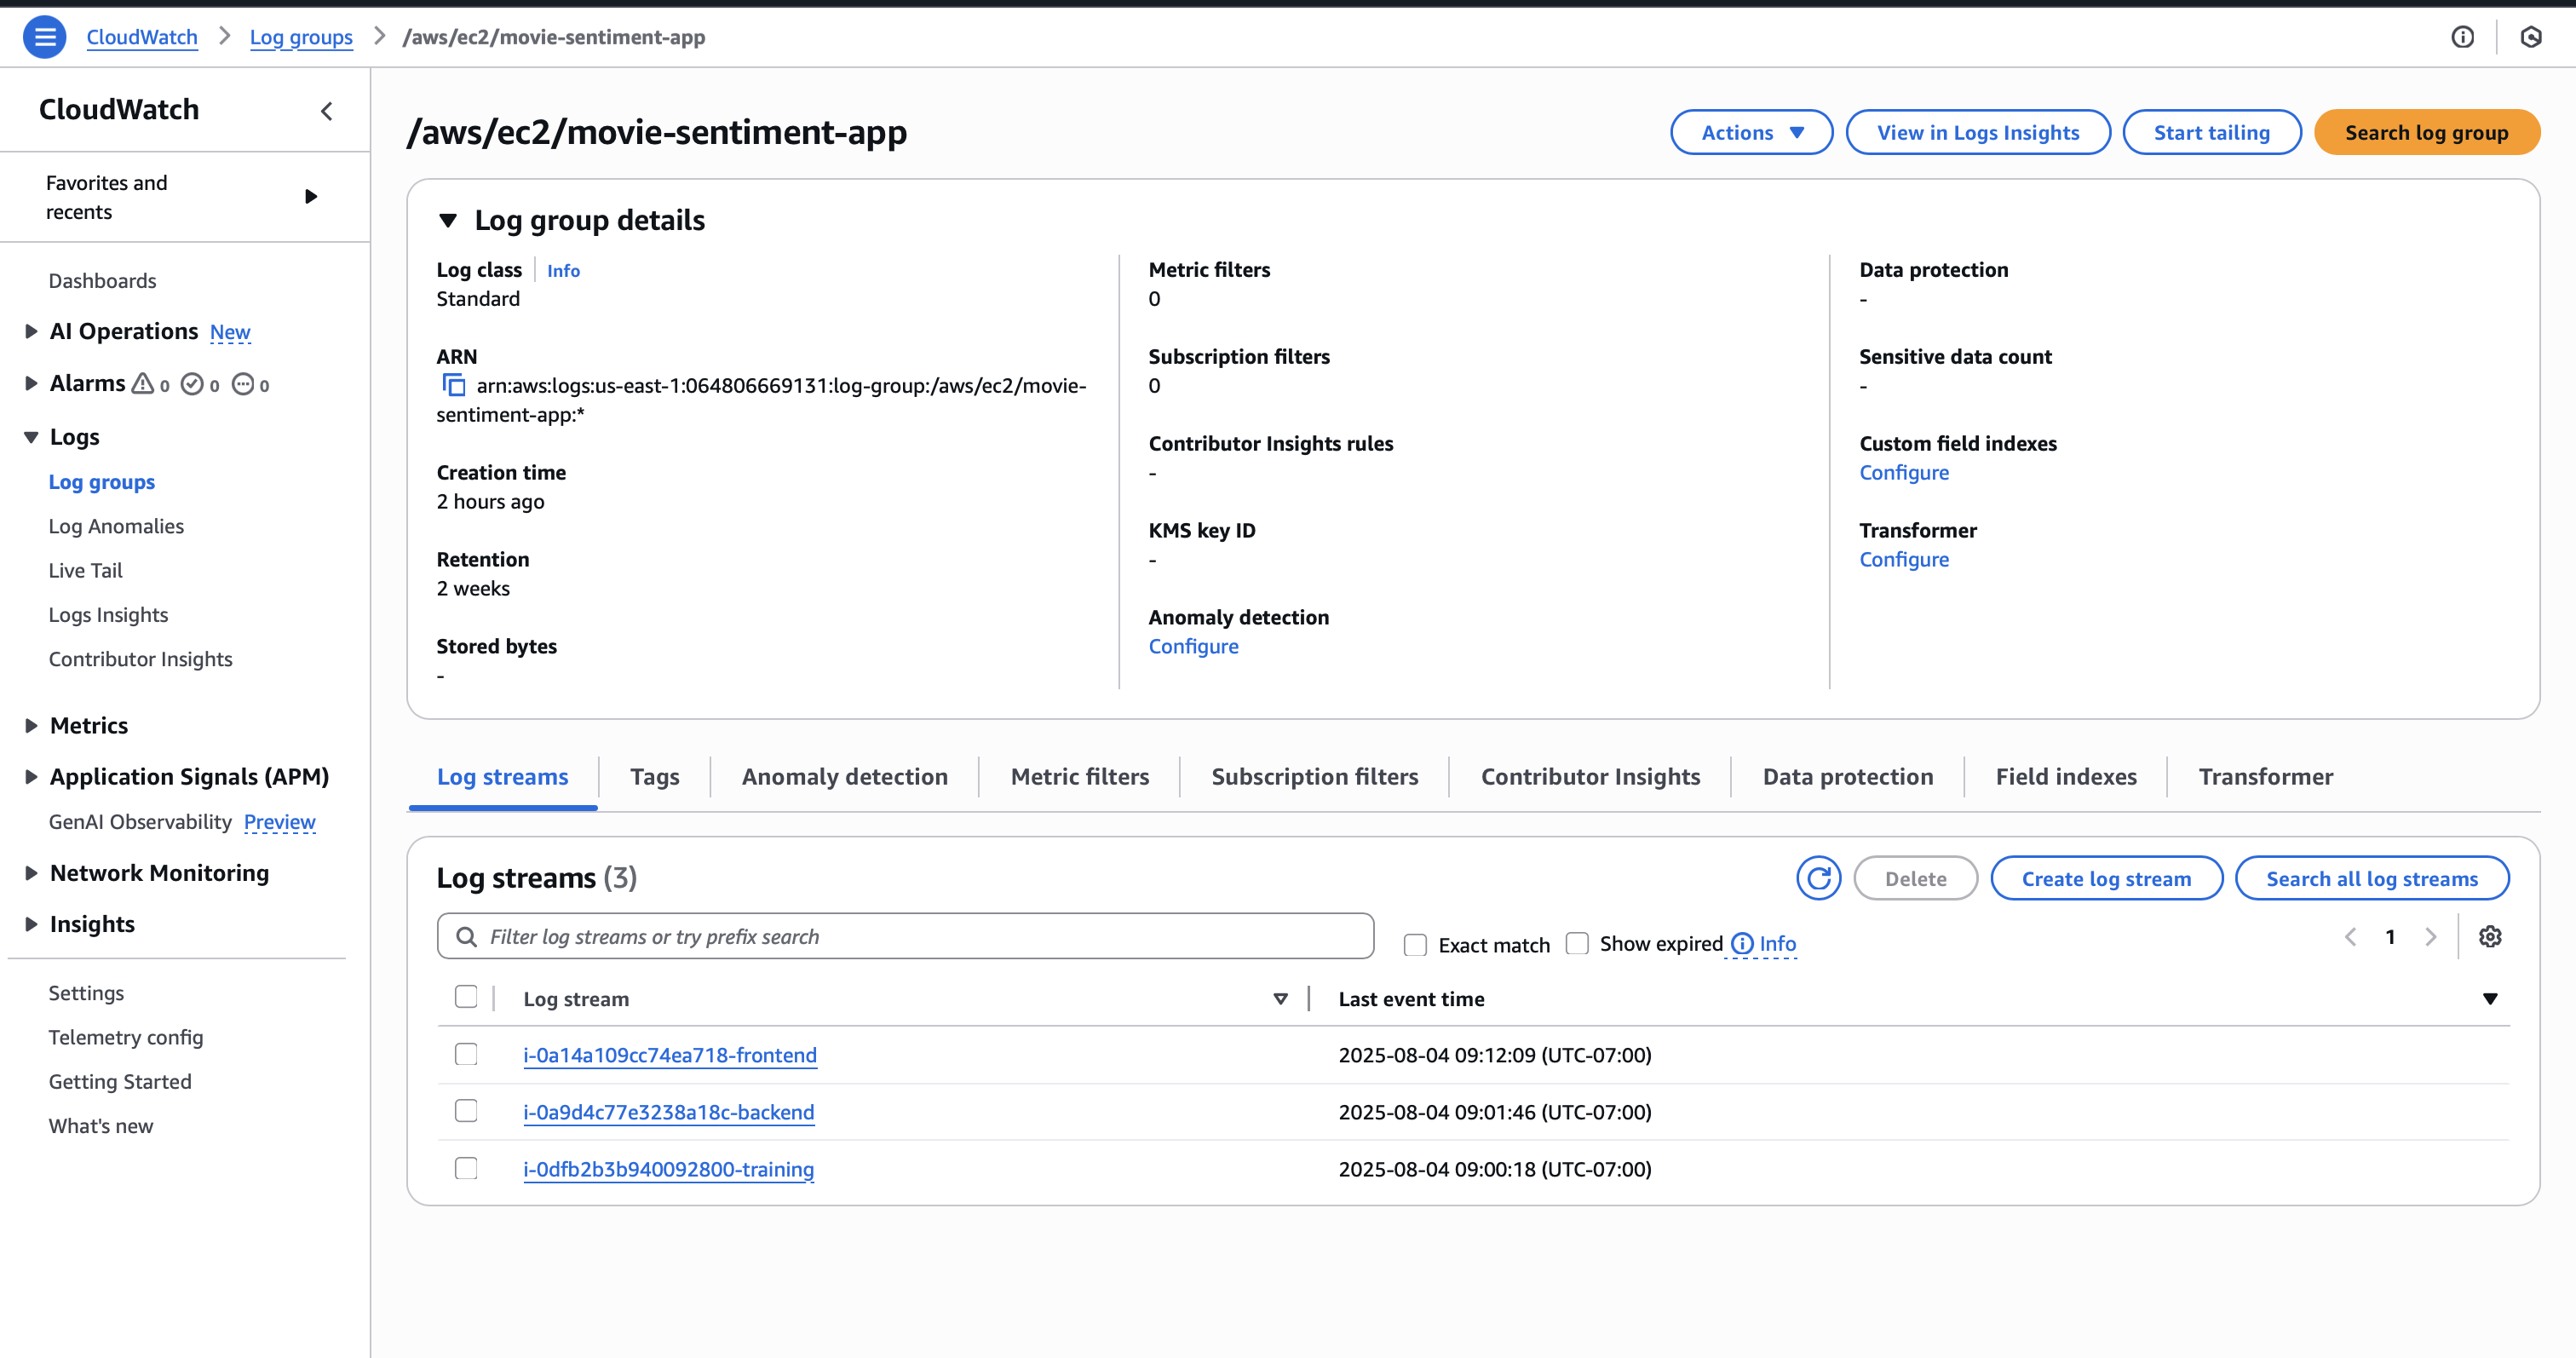 CloudWatch > Log groups > /aws/ec2/movie-sentiment-app
CloudWatch
Favorites and
recents
Dashboards
AI Operations New
Alarms 0 0 0
Logs
Log groups
Log Anomalies
Live Tail
Logs Insights
Contributor Insights
Metrics
Application Signals (APM)
GenAI Observability Preview
Network Monitoring
Insights
Settings
Telemetry config
Getting Started
What's new
/aws/ec2/movie-sentiment-app
Actions View in Logs Insights Start tailing Search log group
Log group details
Log class Info
Standard
ARN
arn:aws:logs:us-east-1:064806669131:log-group:/aws/ec2/movie-
sentiment-app:*
Creation time
2 hours ago
Retention
2 weeks
Stored bytes
-
Metric filters
0
Subscription filters
0
Contributor Insights rules
-
KMS key ID
-
Anomaly detection
Configure
Data protection
-
Sensitive data count
-
Custom field indexes
Configure
Transformer
Configure
Log streams Tags Anomaly detection Metric filters Subscription filters Contributor Insights Data protection Field indexes Transformer
Log streams (3)
Delete Create log stream Search all log streams
Filter log streams or try prefix search
Exact match Show expired Info
1
Log stream Last event time
i-0a14a109cc74ea718-frontend 2025-08-04 09:12:09 (UTC-07:00)
i-0a9d4c77e3238a18c-backend 2025-08-04 09:01:46 (UTC-07:00)
i-0dfb2b3b940092800-training 2025-08-04 09:00:18 (UTC-07:00)